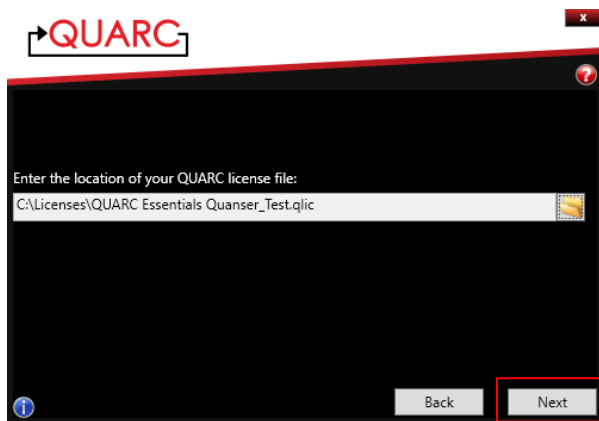 QUARC
x
?
Enter the location of your QUARC license file:
C:\Licenses\QUARC Essentials Quanser_Test.qlic
i
Back
Next